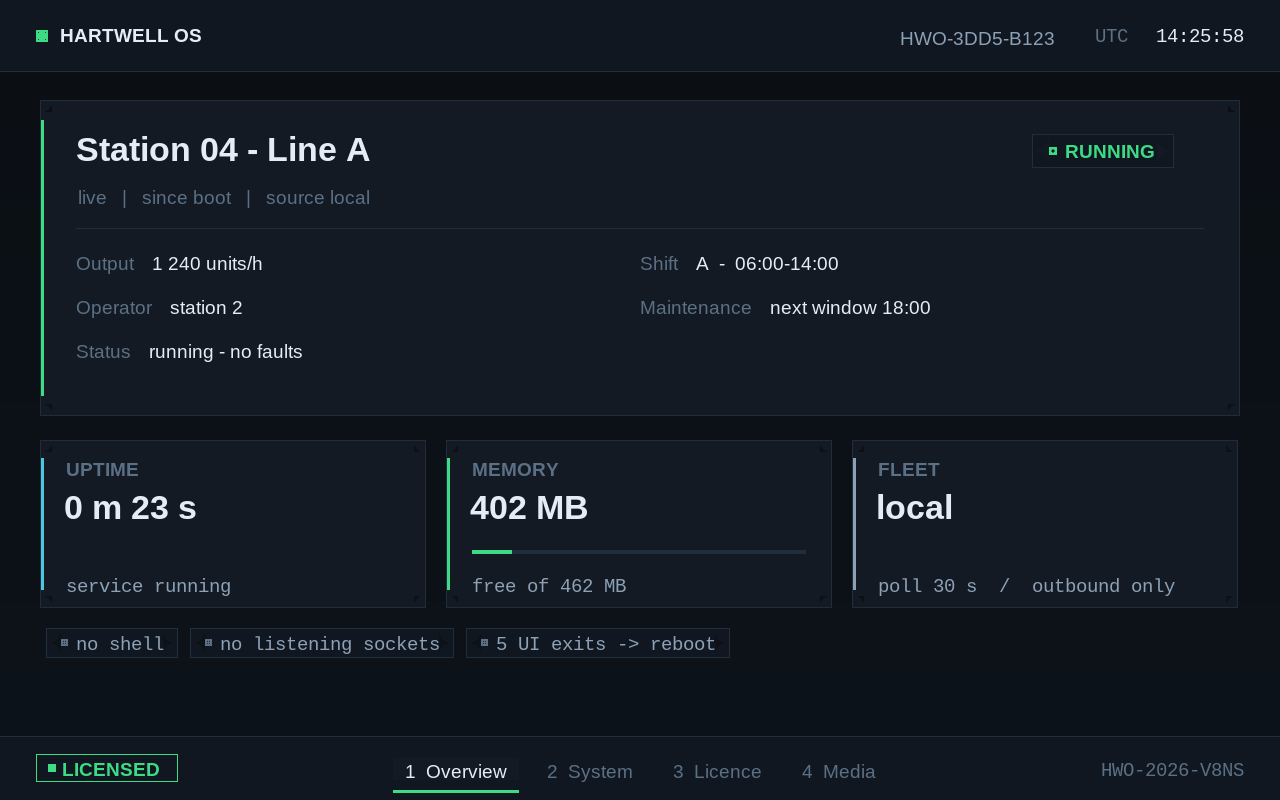 HARTWELL OS
HWO-3DD5-B123 UTC 14:25:58
Station 04 - Line A
RUNNING
live | since boot | source local
Output 1 240 units/h
Shift A - 06:00-14:00
Operator station 2
Maintenance next window 18:00
Status running - no faults
UPTIME
0 m 23 s
service running
MEMORY
402 MB
free of 462 MB
FLEET
local
poll 30 s / outbound only
no shell
no listening sockets
5 UI exits -> reboot
LICENSED
1 Overview 2 System 3 Licence 4 Media
HWO-2026-V8NS